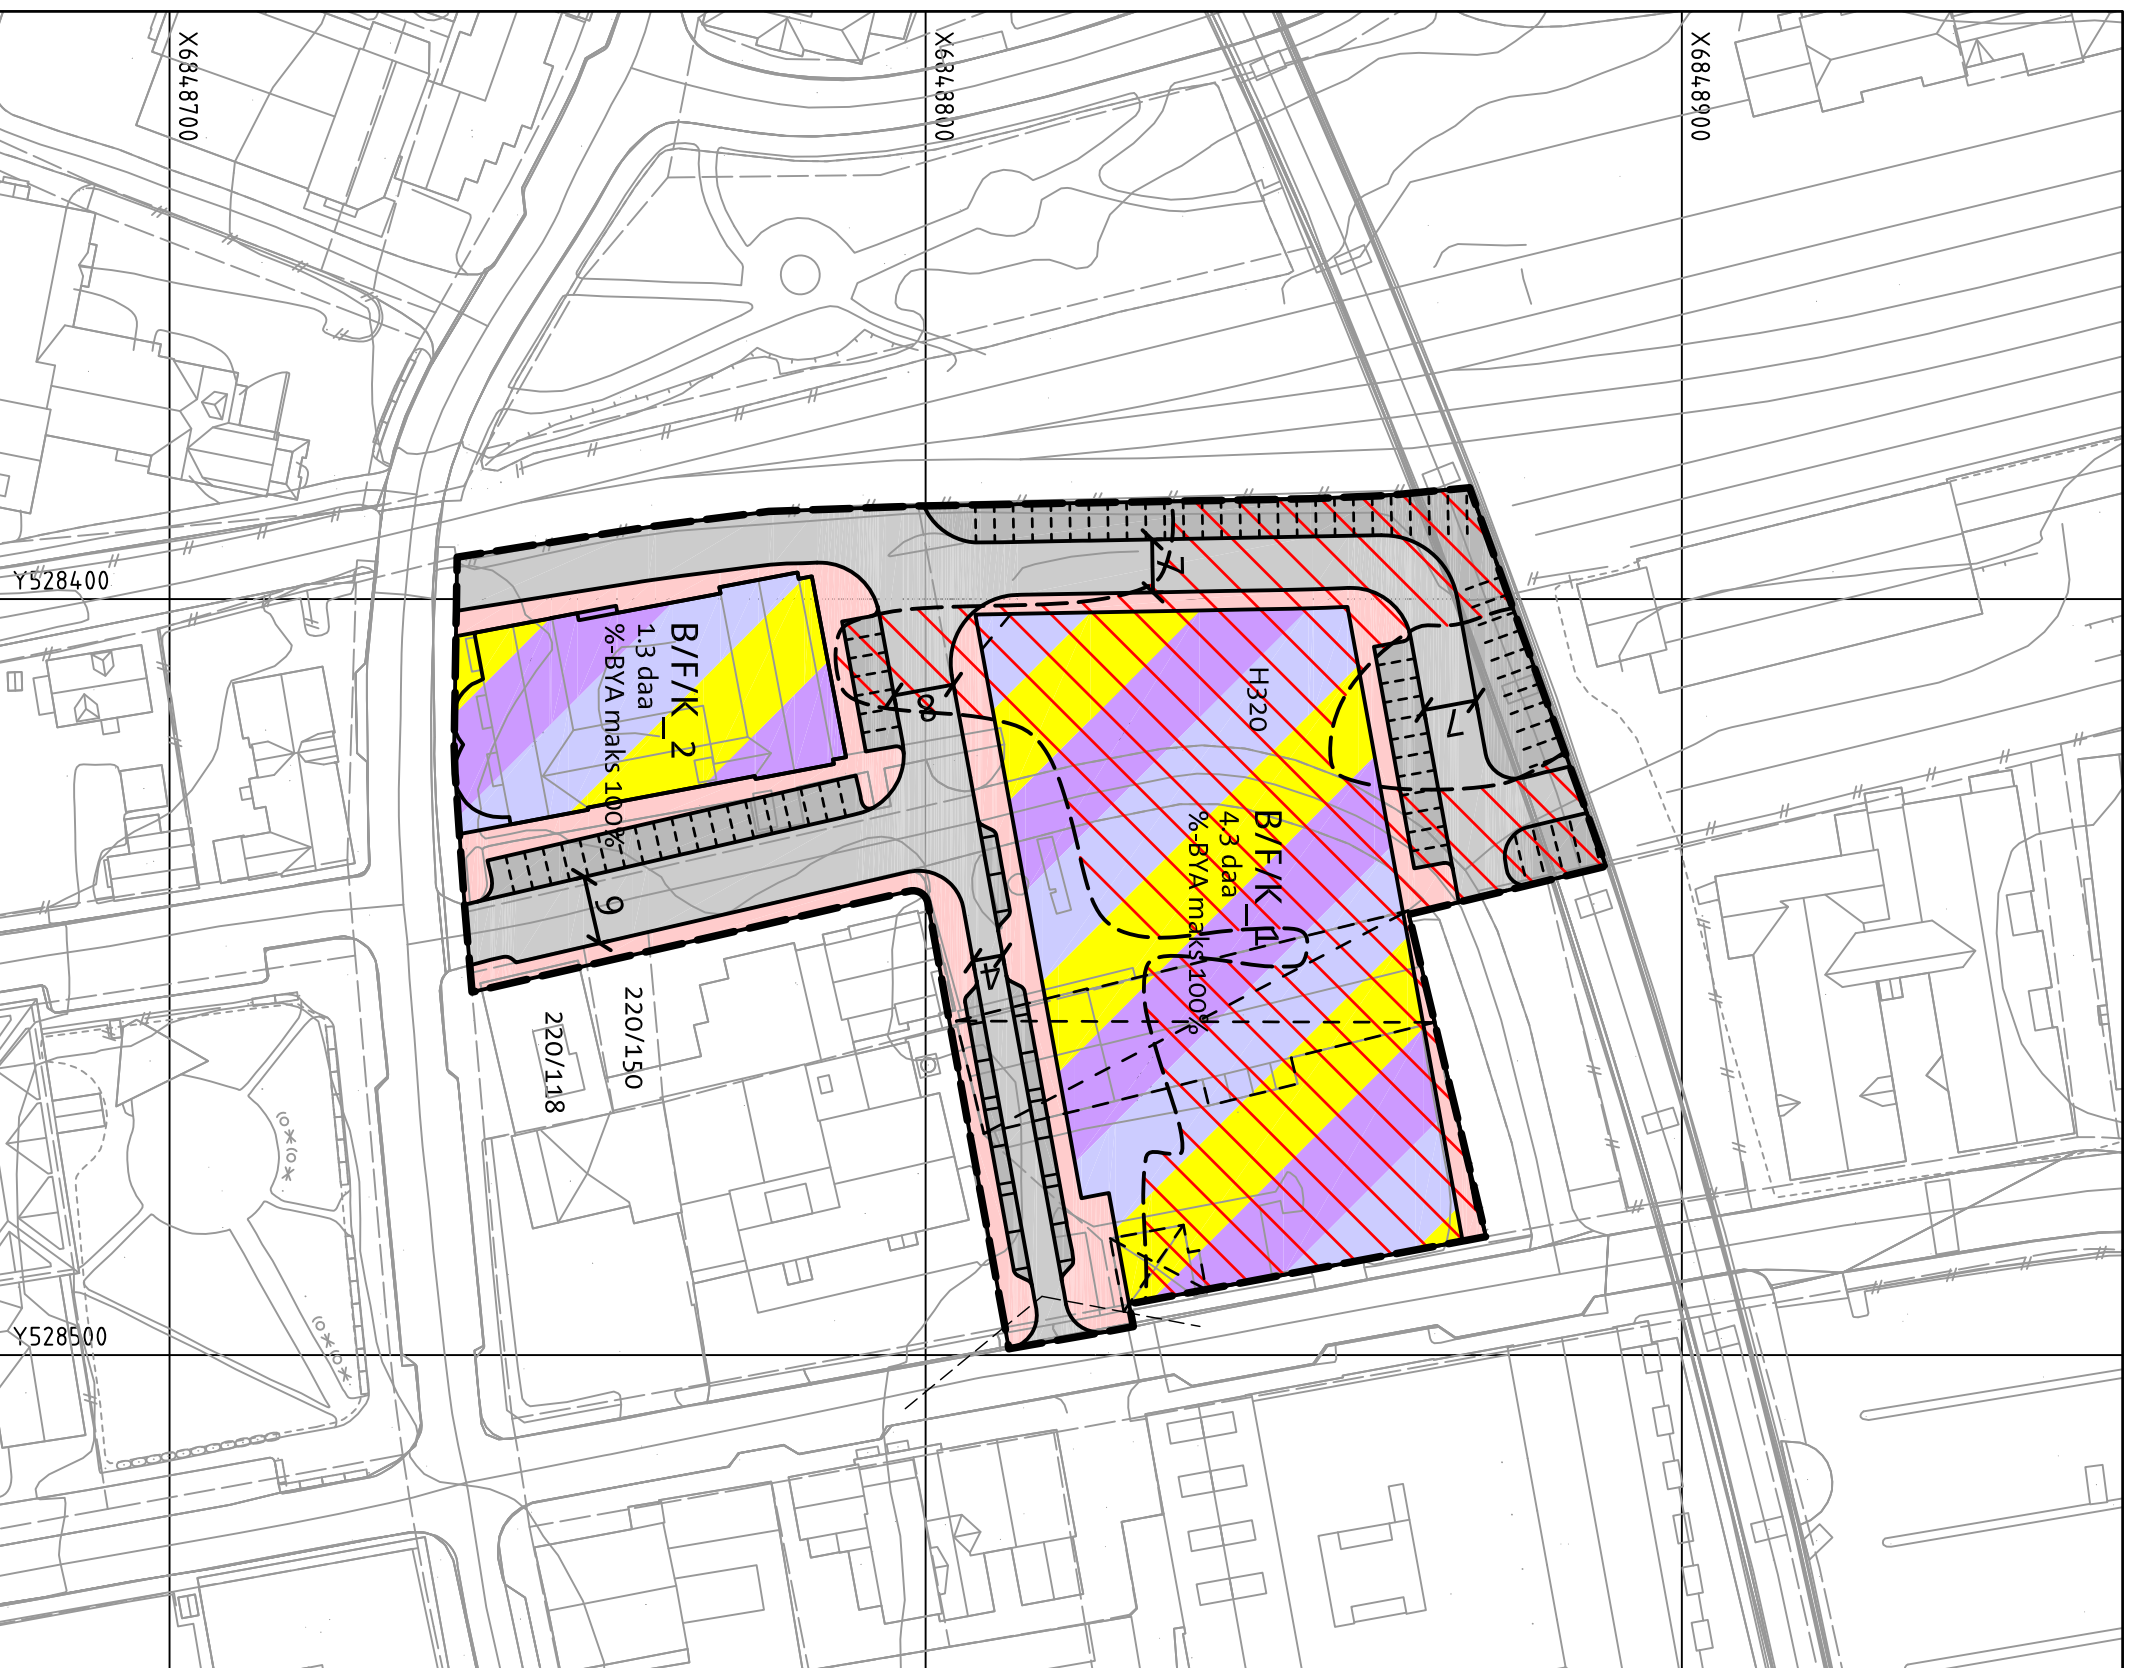 X6848700
X6848800
X6848900
Y528400
Y528500
B/F/K_2
1.3 daa
%-BYA maks 100%
H320
B/F/K_1
4.3 daa
%-BYA maks 100%
7
8
7
9
4
220/150
220/118